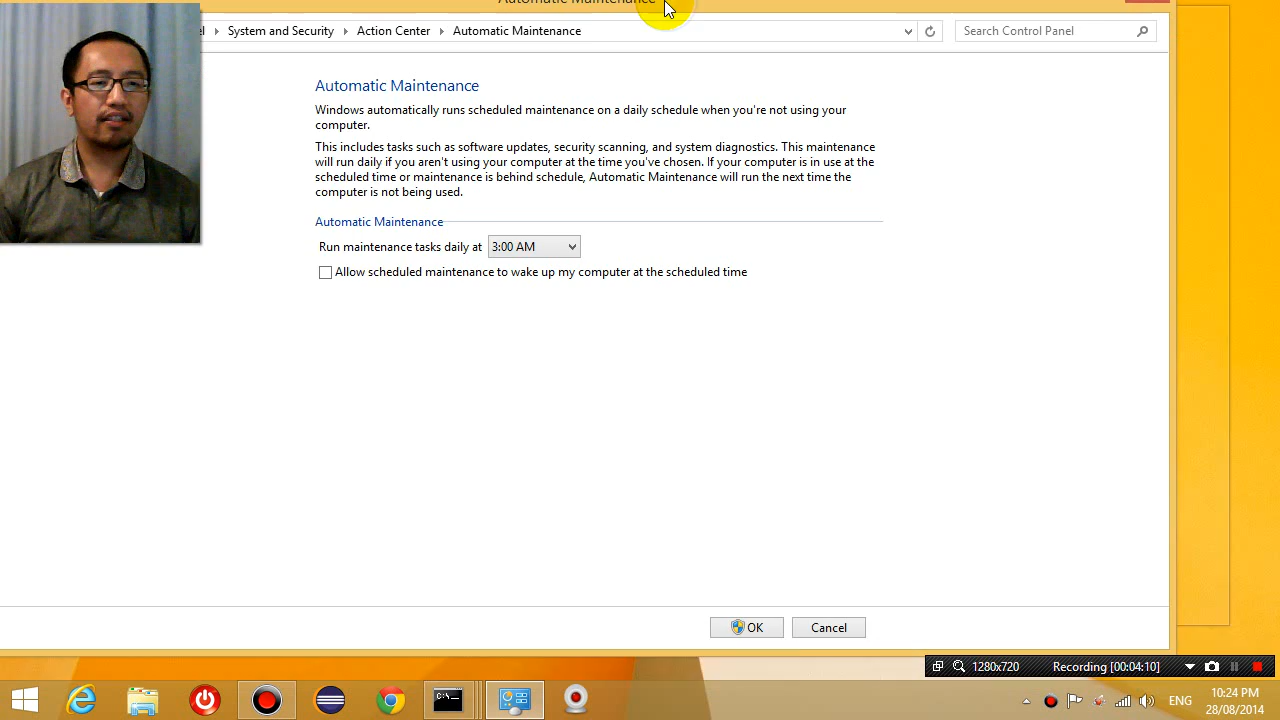 Automatic Maintenance
System and Security
Action Center
Automatic Maintenance
Search Control Panel
Automatic Maintenance
Windows automatically runs scheduled maintenance on a daily schedule when you're not using your
computer.
This includes tasks such as software updates, security scanning, and system diagnostics. This maintenance
will run daily if you aren't using your computer at the time you've chosen. If your computer is in use at the
scheduled time or maintenance is behind schedule, Automatic Maintenance will run the next time the
computer is not being used.
Automatic Maintenance
Run maintenance tasks daily at 3:00 AM
Allow scheduled maintenance to wake up my computer at the scheduled time
OK Cancel
1280x720 Recording [00:04:10]
C:\_
ENG
10:24 PM
28/08/2014